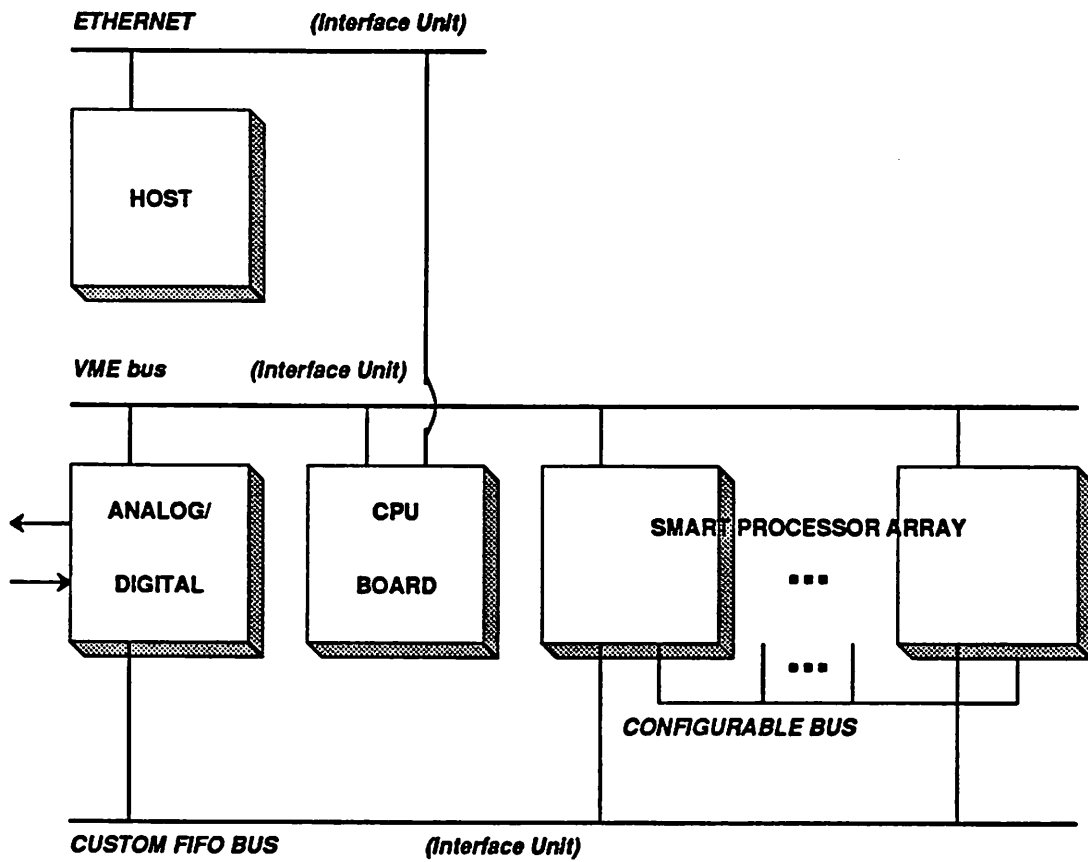 ETHERNET (Interface Unit)
HOST
VME bus (Interface Unit)
ANALOG/
DIGITAL
CPU
BOARD
SMART PROCESSOR ARRAY
CONFIGURABLE BUS
CUSTOM FIFO BUS (Interface Unit)